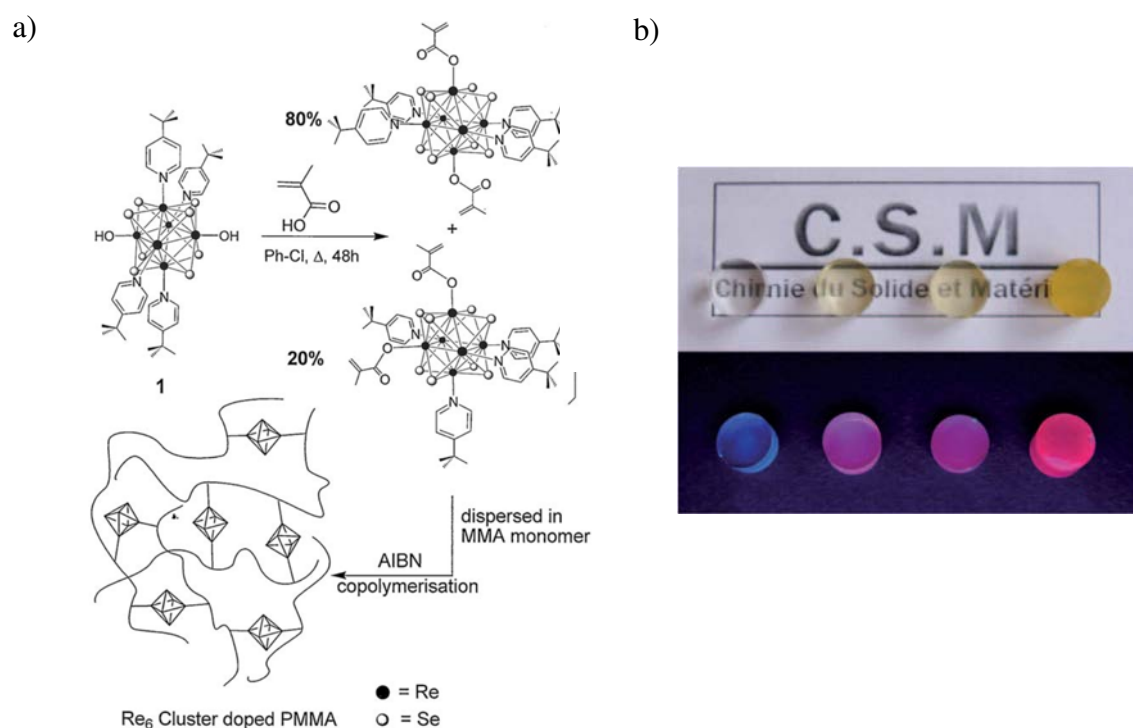 a)
b)
80%
HO
OH
1
HO
O
Ph-Cl, Δ, 48h
+
20%
N
N
N
N
O
O
O
O
N
N
N
N
O
O
O
O
N
N
N
N
dispersed in
MMA monomer
AIBN
copolymerisation
= Re
= Se
Re₆ Cluster doped PMMA
C.S.M
Chimie du Solide et Matéri